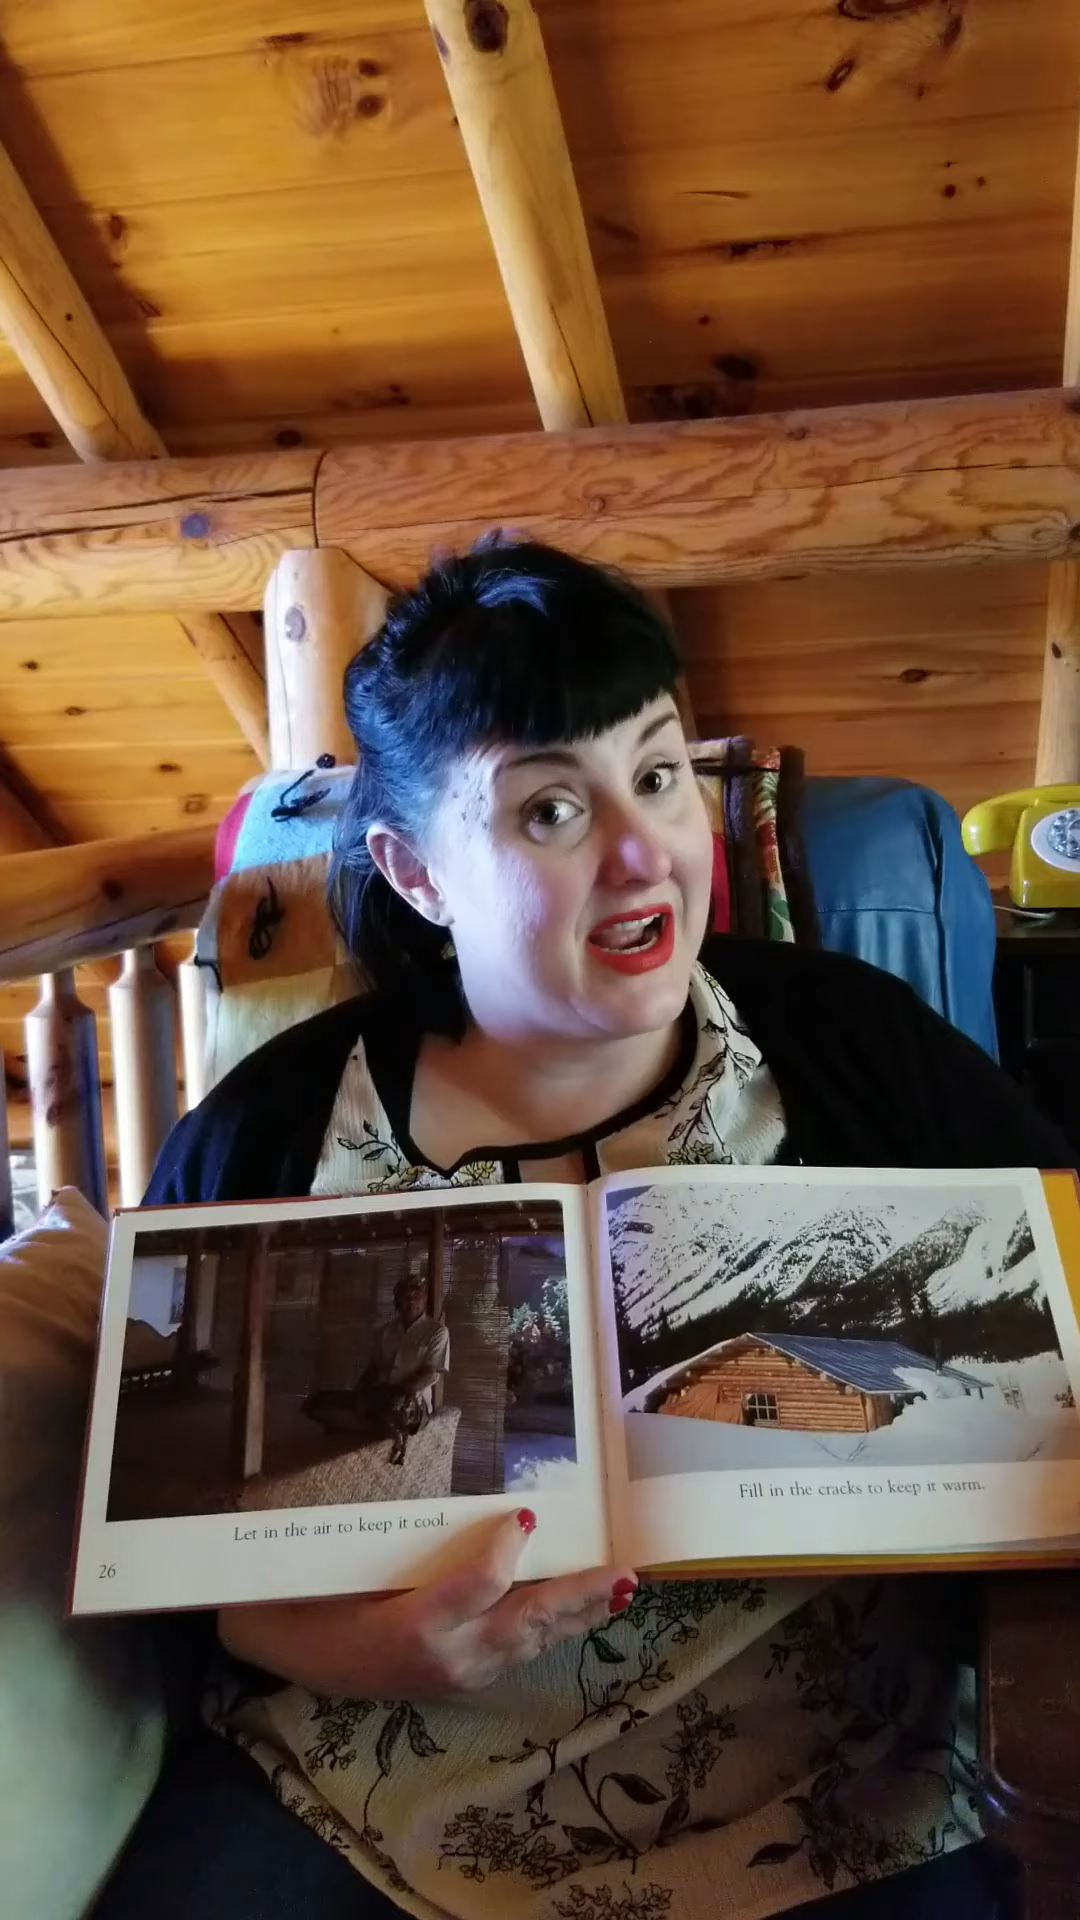 Let in the air to keep it cool.
26
Fill in the cracks to keep it warm.